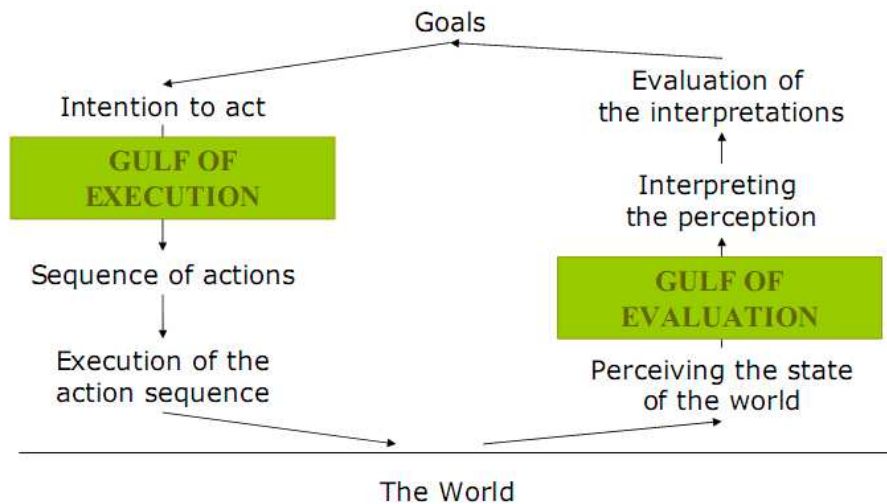 Goals
Intention to act
GULF OF
EXECUTION
Sequence of actions
Execution of the
action sequence
Evaluation of
the interpretations
Interpreting
the perception
GULF OF
EVALUATION
Perceiving the state
of the world
The World